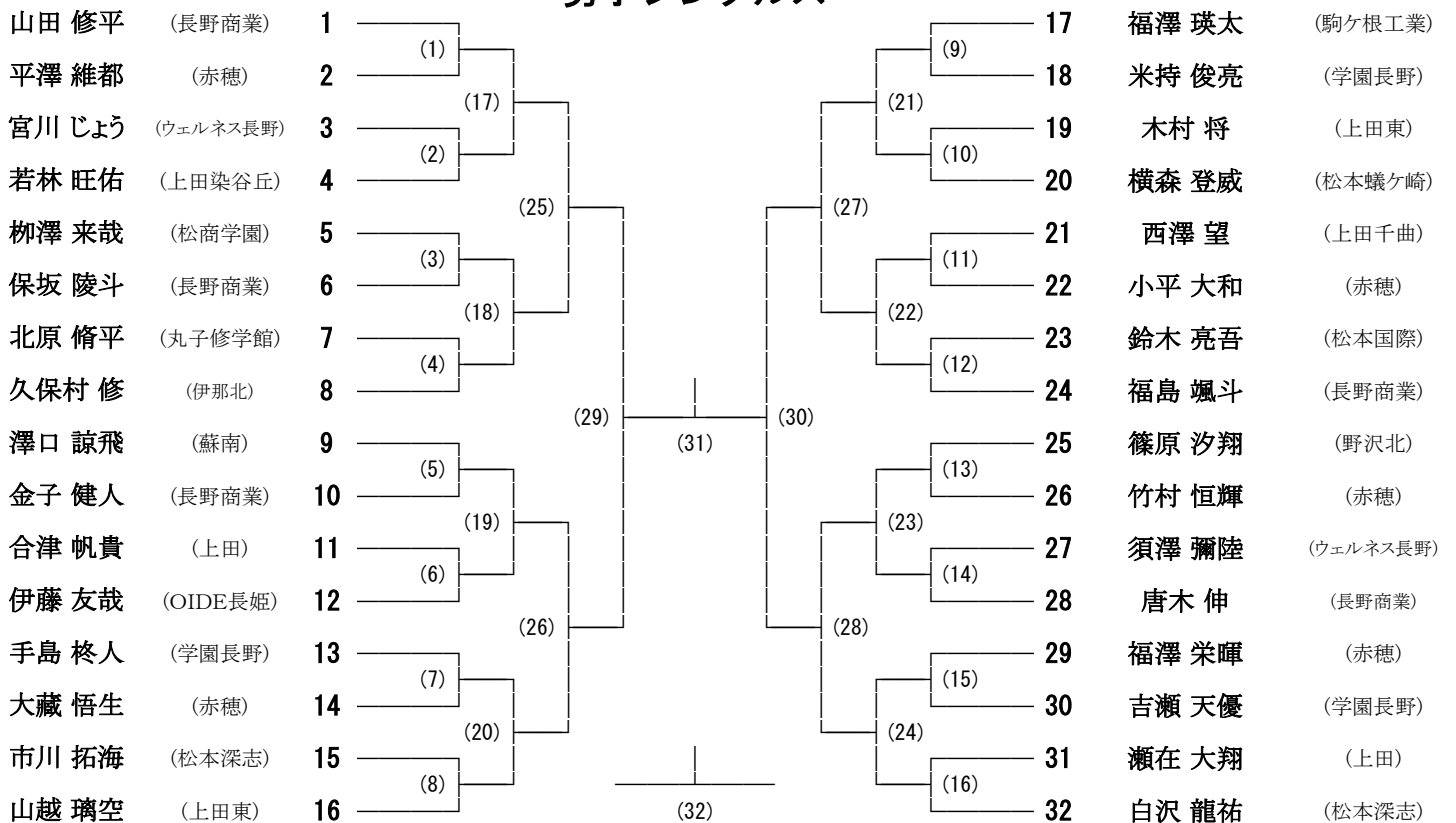 男子シングルス
山田 修平 (長野商業) 1
平澤 維都 (赤穂) 2
宮川 じょう (ウェルネス長野) 3
若林 旺佑 (上田染谷丘) 4
栁澤 来哉 (松商学園) 5
保坂 陵斗 (長野商業) 6
北原 脩平 (丸子修学館) 7
久保村 修 (伊那北) 8
澤口 諒飛 (蘇南) 9
金子 健人 (長野商業) 10
合津 帆貴 (上田) 11
伊藤 友哉 (OIDE長姫) 12
手島 柊人 (学園長野) 13
大藏 悟生 (赤穂) 14
市川 拓海 (松本深志) 15
山越 璃空 (上田東) 16
(1)
(2)
(3)
(4)
(5)
(6)
(7)
(8)
(17)
(18)
(19)
(20)
(25)
(26)
(29)
(31)
(32)
(30)
(27)
(28)
(21)
(22)
(23)
(24)
(9)
(10)
(11)
(12)
(13)
(14)
(15)
(16)
17 福澤 瑛太 (駒ケ根工業)
18 米持 俊亮 (学園長野)
19 木村 将 (上田東)
20 横森 登威 (松本蟻ケ崎)
21 西澤 望 (上田千曲)
22 小平 大和 (赤穂)
23 鈴木 亮吾 (松本国際)
24 福島 颯斗 (長野商業)
25 篠原 汐翔 (野沢北)
26 竹村 恒輝 (赤穂)
27 須澤 彌陸 (ウェルネス長野)
28 唐木 伸 (長野商業)
29 福澤 栄暉 (赤穂)
30 吉瀬 天優 (学園長野)
31 瀬在 大翔 (上田)
32 白沢 龍祐 (松本深志)